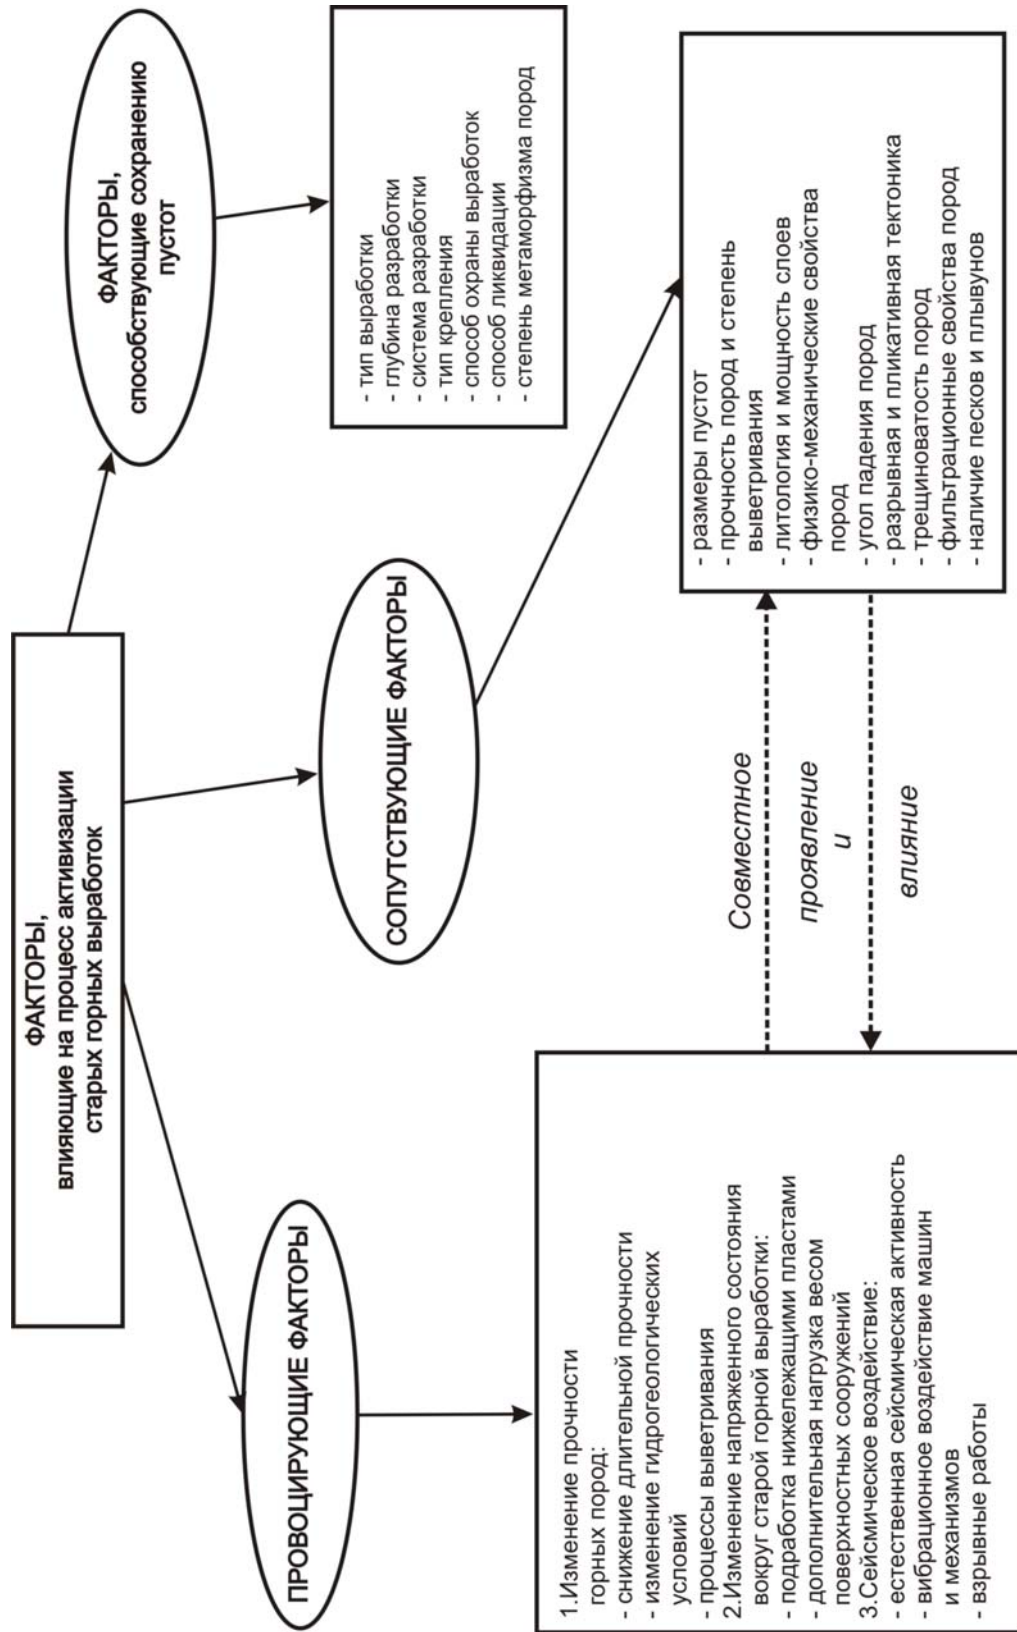 ФАКТОРЫ,
влияющие на процесс активизации
старых горных выработок
ПРОВОЦИРУЮЩИЕ ФАКТОРЫ
СОПУТСТВУЮЩИЕ ФАКТОРЫ
ФАКТОРЫ,
способствующие сохранению
пустот
1.Изменение прочности
горных пород:
- снижение длительной прочности
- изменение гидрогеологических
условий
- процессы выветривания
2.Изменение напряженного состояния
вокруг старой горной выработки:
- подработка нижележащими пластами
- дополнительная нагрузка весом
поверхностных сооружений
3.Сейсмическое воздействие:
- естественная сейсмическая активность
- вибрационное воздействие машин
и механизмов
- взрывные работы
Совместное
проявление
и
влияние
- размеры пустот
- прочность пород и степень
выветривания
- литология и мощность слоев
- физико-механические свойства
пород
- угол падения пород
- разрывная и пликативная тектоника
- трещиноватость пород
- фильтрационные свойства пород
- наличие песков и плывунов
- тип выработки
- глубина разработки
- система разработки
- тип крепления
- способ охраны выработок
- способ ликвидации
- степень метаморфизма пород